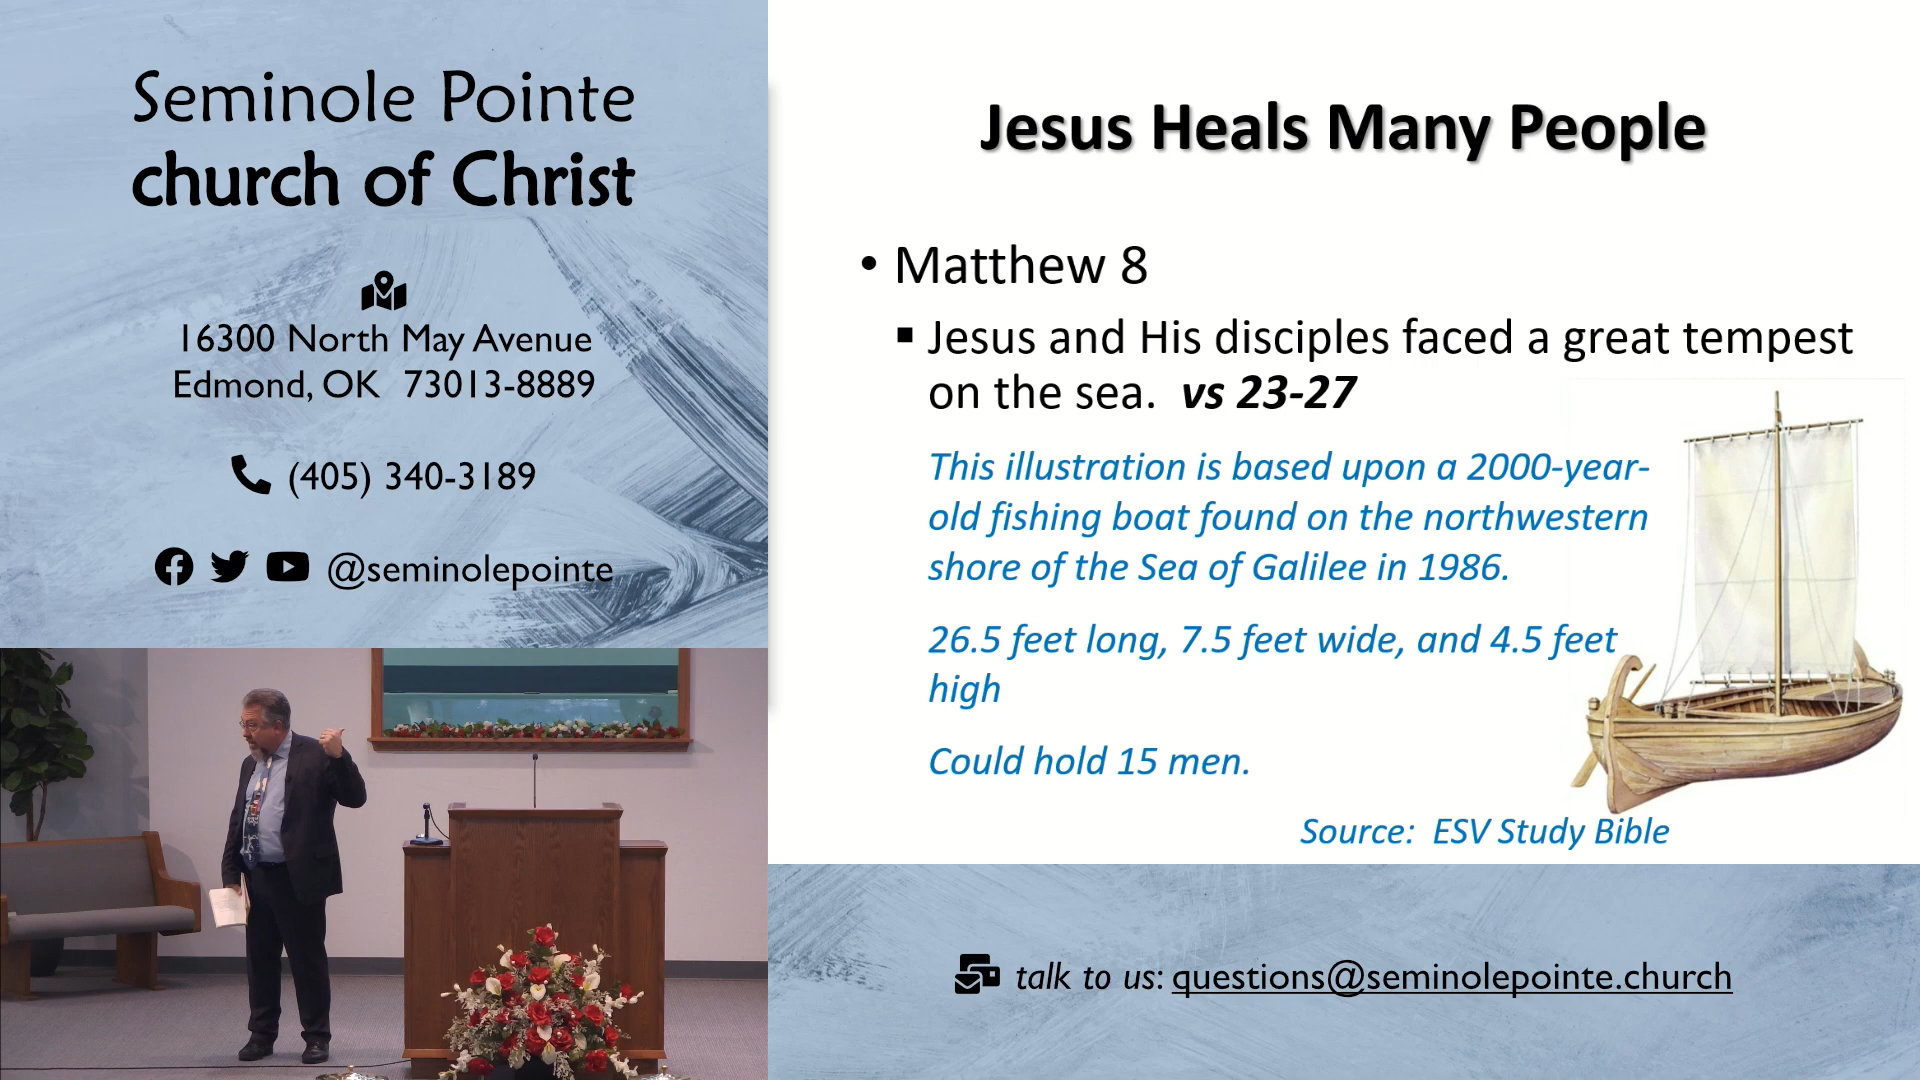 Seminole Pointe
church of Christ
16300 North May Avenue
Edmond, OK 73013-8889
(405) 340-3189
@seminolepointe
Jesus Heals Many People
• Matthew 8
▪ Jesus and His disciples faced a great tempest
on the sea. vs 23-27
This illustration is based upon a 2000-year-
old fishing boat found on the northwestern
shore of the Sea of Galilee in 1986.
26.5 feet long, 7.5 feet wide, and 4.5 feet
high
Could hold 15 men.
Source: ESV Study Bible
talk to us: questions@seminolepointe.church